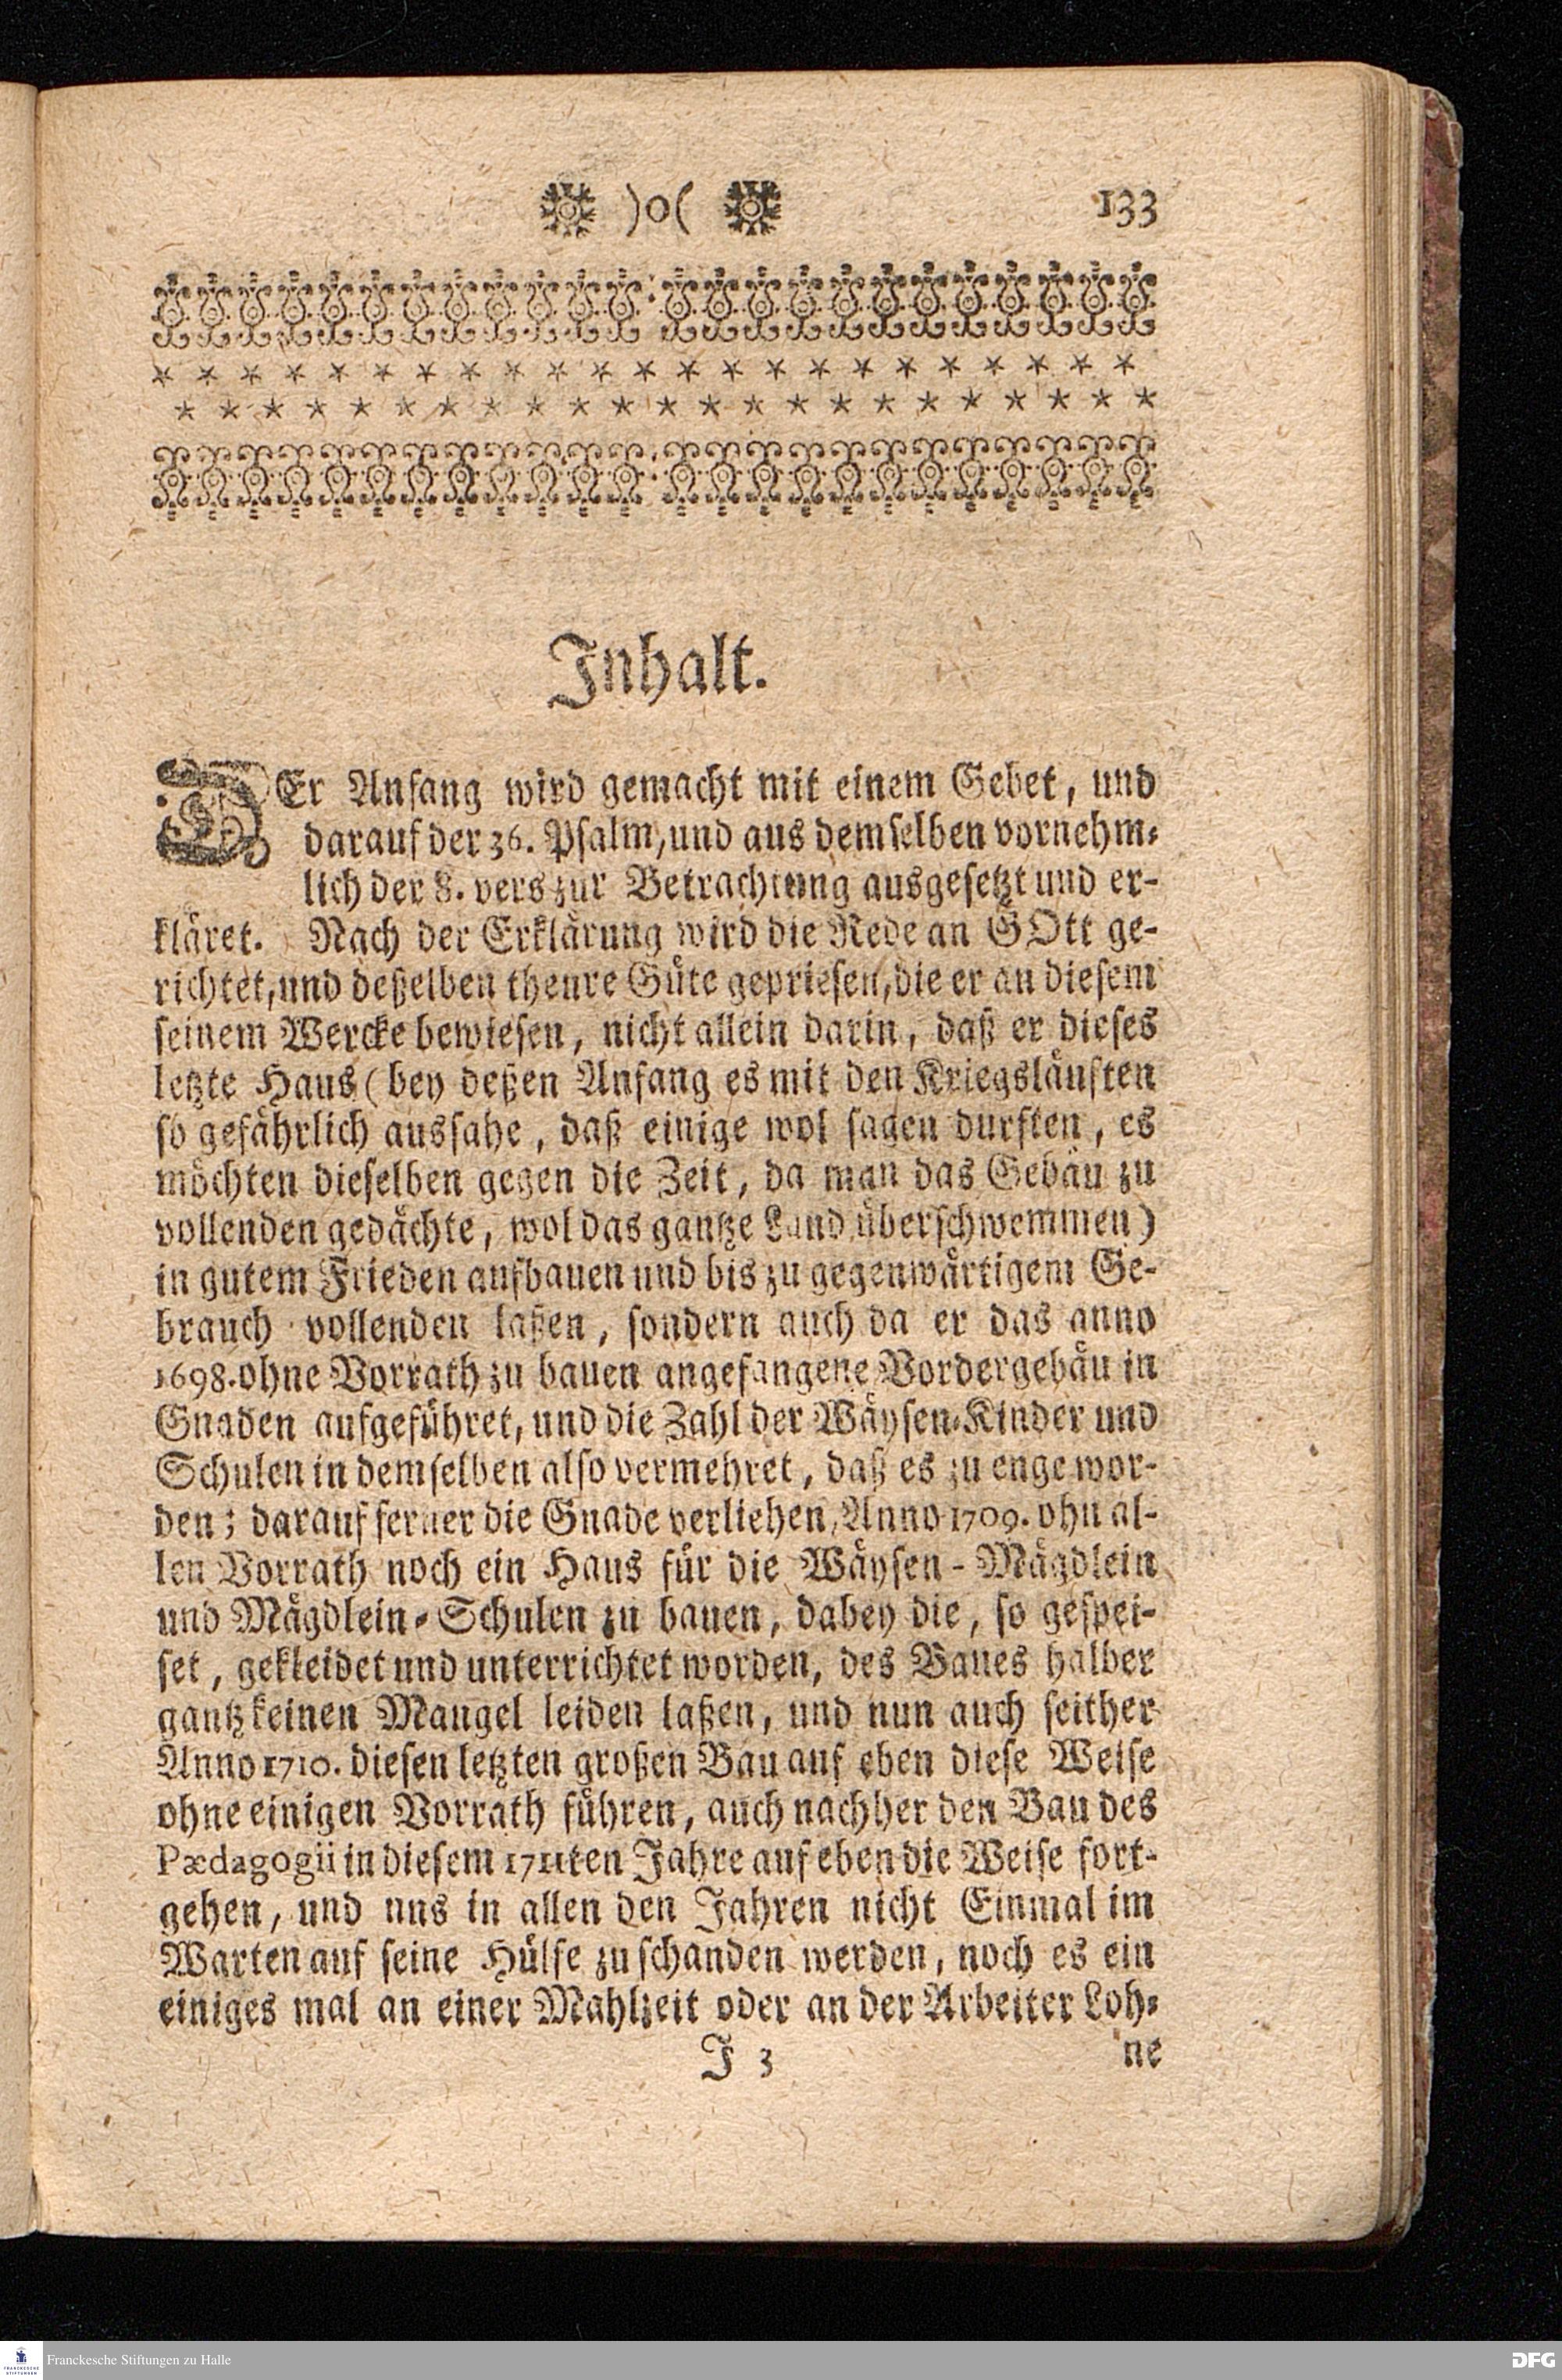 )o( 133
Inhalt.
DEr Anfang wird gemacht mit einem Gebet, und
darauf der 36. Psalm, und aus demselben vornehm-
lich der 8. vers zur Betrachtung ausgesetzt und er-
kläret. Nach der Erklärung wird die Rede an GOtt ge-
richtet, und deßelben theure Güte gepriesen, die er an diesem
seinem Wercke bewiesen, nicht allein darin, daß er dieses
letzte Haus (bey deßen Anfang es mit den Kriegsläuften
so gefährlich aussahe, daß einige wol sagen durften, es
möchten dieselben gegen die Zeit, da man das Gebäu zu
vollenden gedächte, wol das gantze Land überschwemmen)
in gutem Frieden aufbauen und bis zu gegenwärtigem Ge-
brauch vollenden laßen, sondern auch da er das anno
1698. ohne Vorrath zu bauen angefangene Vordergebäu in
Gnaden aufgeführet, und die Zahl der Wäysen-Kinder und
Schulen in demselben also vermehret, daß es zu enge wor-
den; darauf ferner die Gnade verliehen, Anno 1709. ohn al-
len Vorrath noch ein Haus für die Wäysen-Mägdlein
und Mägdlein-Schulen zu bauen, dabey die, so gespei-
set, gekleidet und unterrichtet worden, des Baues halber
gantz keinen Mangel leiden laßen, und nun auch seither
Anno 1710. diesen letzten großen Bau auf eben diese Weise
ohne einigen Vorrath führen, auch nachher den Bau des
Pædagogii in diesem 1711ten Jahre auf eben die Weise fort-
gehen, und uns in allen den Jahren nicht Einmal im
Warten auf seine Hülfe zu schanden werden, noch es ein
einiges mal an einer Mahlzeit oder an der Arbeiter Loh-
J 3 ne
FRANCKESCHE STIFTUNGEN
Franckesche Stiftungen zu Halle
DFG